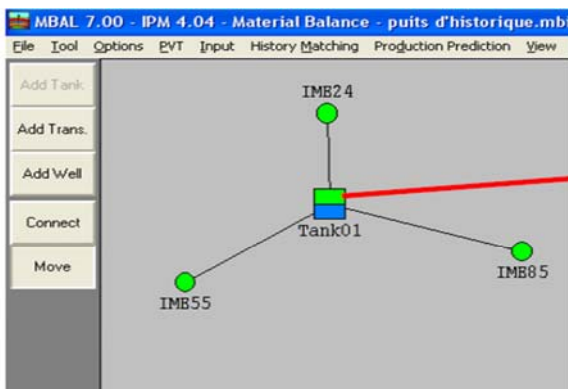 MBAL 7.00 - IPM 4.04 - Material Balance - puits d'historique.mbi
File Tool Options PVT Input History Matching Production Prediction View
Add Tank
Add Trans.
Add Well
Connect
Move
IMB24
Tank01
IMB85
IMB55